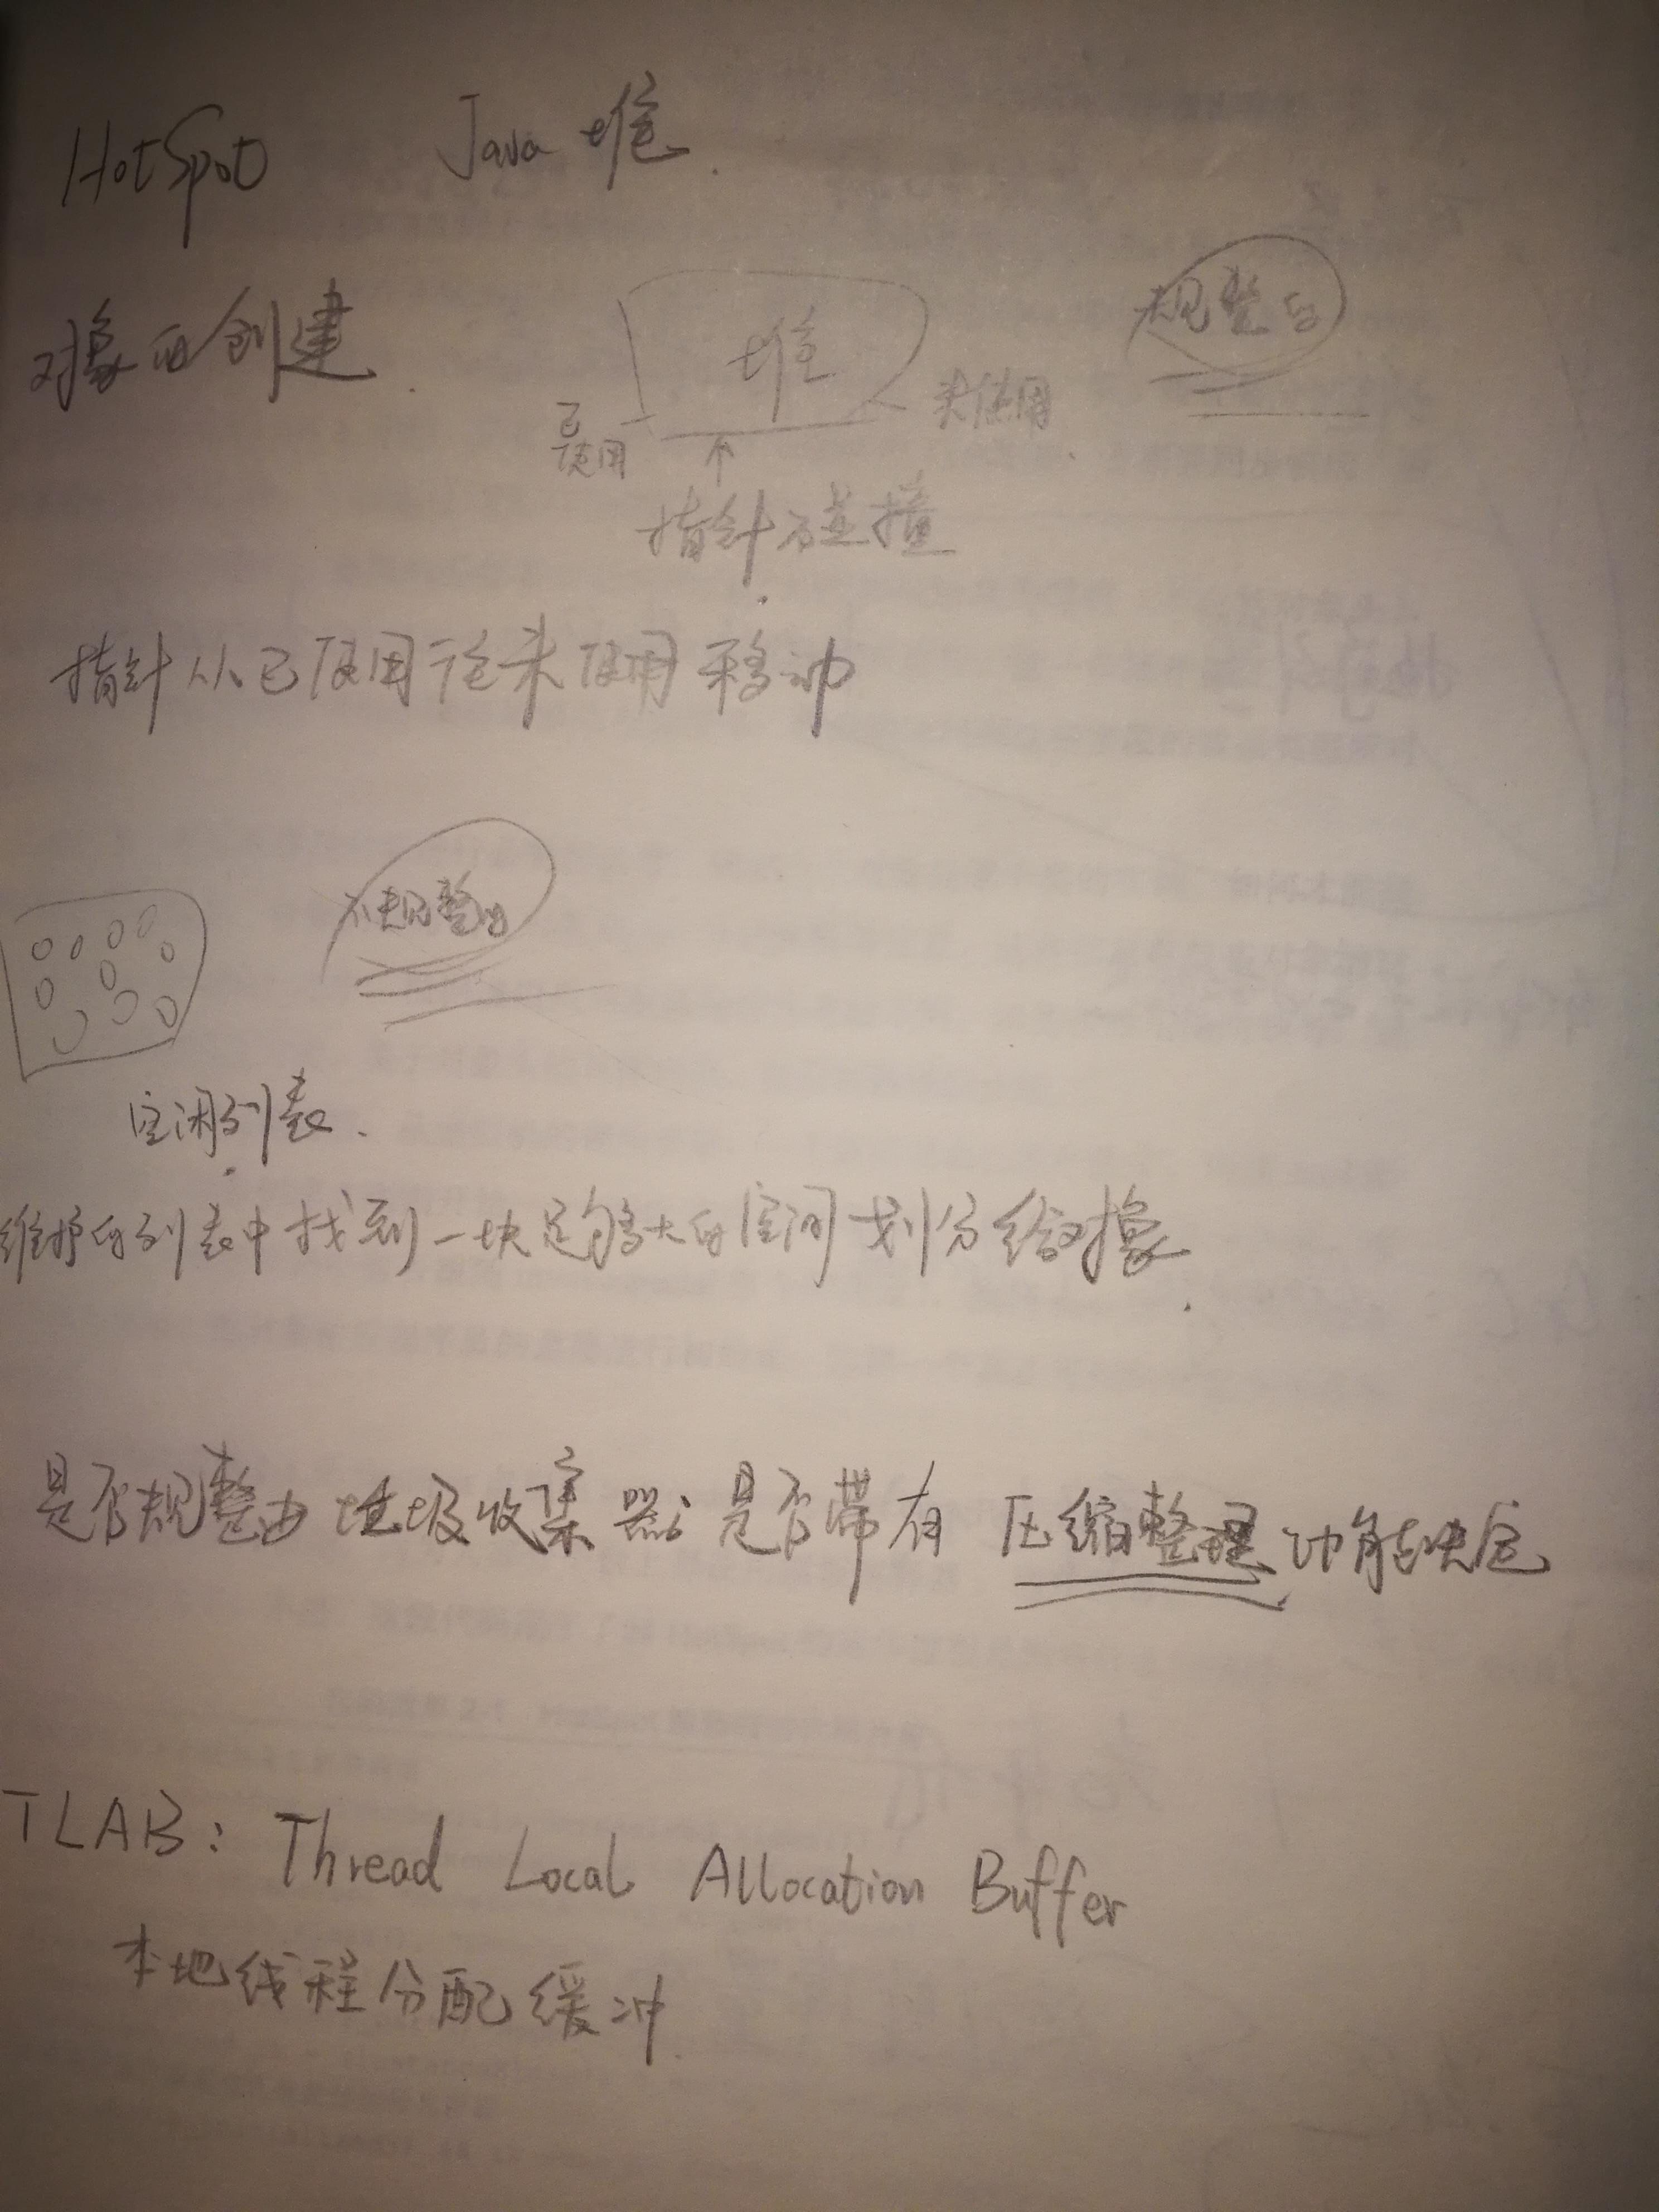 HotSpot Java 堆.
对象的创建.
堆
规整的
已使用
未使用
指针碰撞
指针从已使用往未使用移动
不规整的
空闲列表.
维护的列表中找到一块足够大的空间划分给对象.
是否规整由垃圾收集器是否带有压缩整理功能决定
TLAB: Thread Local Allocation Buffer
本地线程分配缓冲.